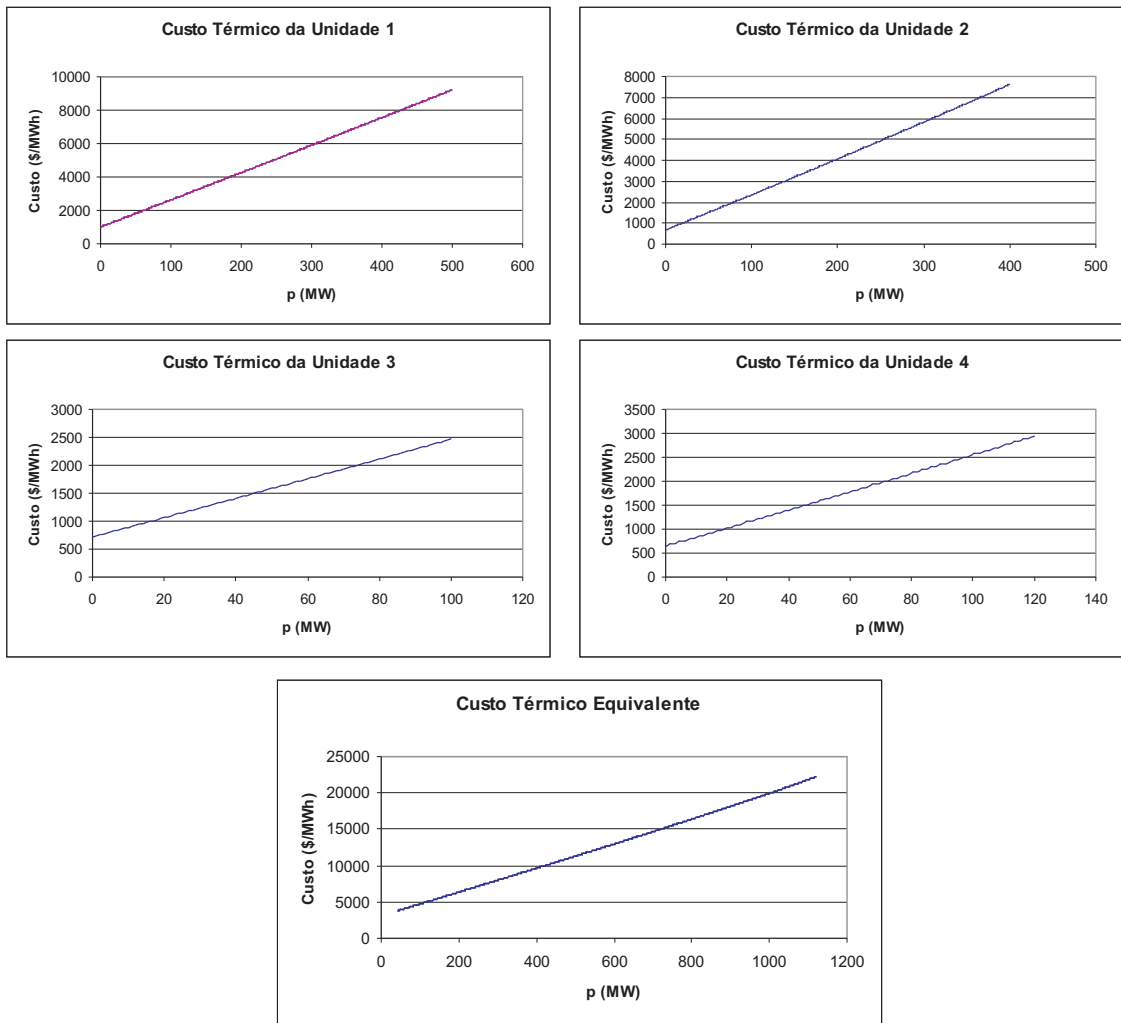 Custo Térmico da Unidade 1
10000
8000
6000
4000
2000
0
0 100 200 300 400 500 600
p (MW)
Custo ($/MWh)
Custo Térmico da Unidade 2
8000
7000
6000
5000
4000
3000
2000
1000
0
0 100 200 300 400 500
p (MW)
Custo ($/MWh)
Custo Térmico da Unidade 3
3000
2500
2000
1500
1000
500
0
0 20 40 60 80 100 120
p (MW)
Custo ($/MWh)
Custo Térmico da Unidade 4
3500
3000
2500
2000
1500
1000
500
0
0 20 40 60 80 100 120 140
p (MW)
Custo ($/MWh)
Custo Térmico Equivalente
25000
20000
15000
10000
5000
0
0 200 400 600 800 1000 1200
p (MW)
Custo ($/MWh)